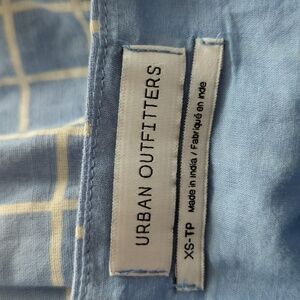 URBAN OUTFITTERS
XS-TP Made in India / Fabriqué en Inde